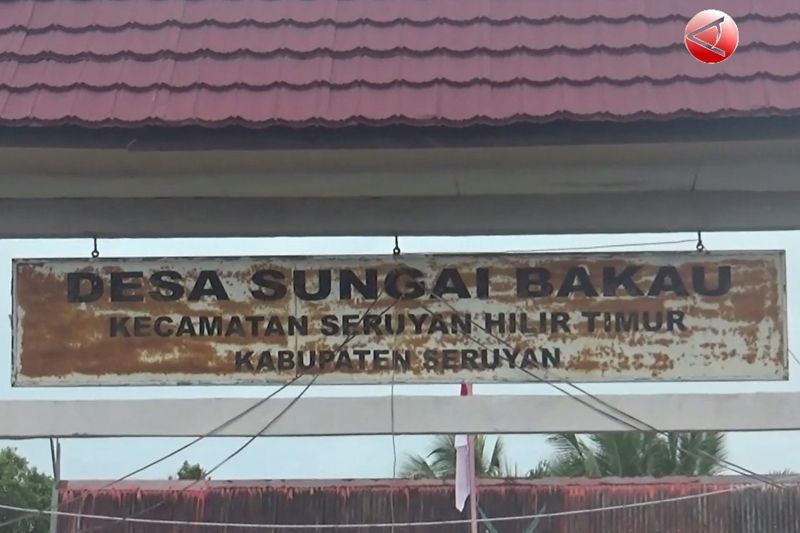 DESA SUNGAI BAKAU
KECAMATAN SERUYAN HILIR TIMUR
KABUPATEN SERUYAN